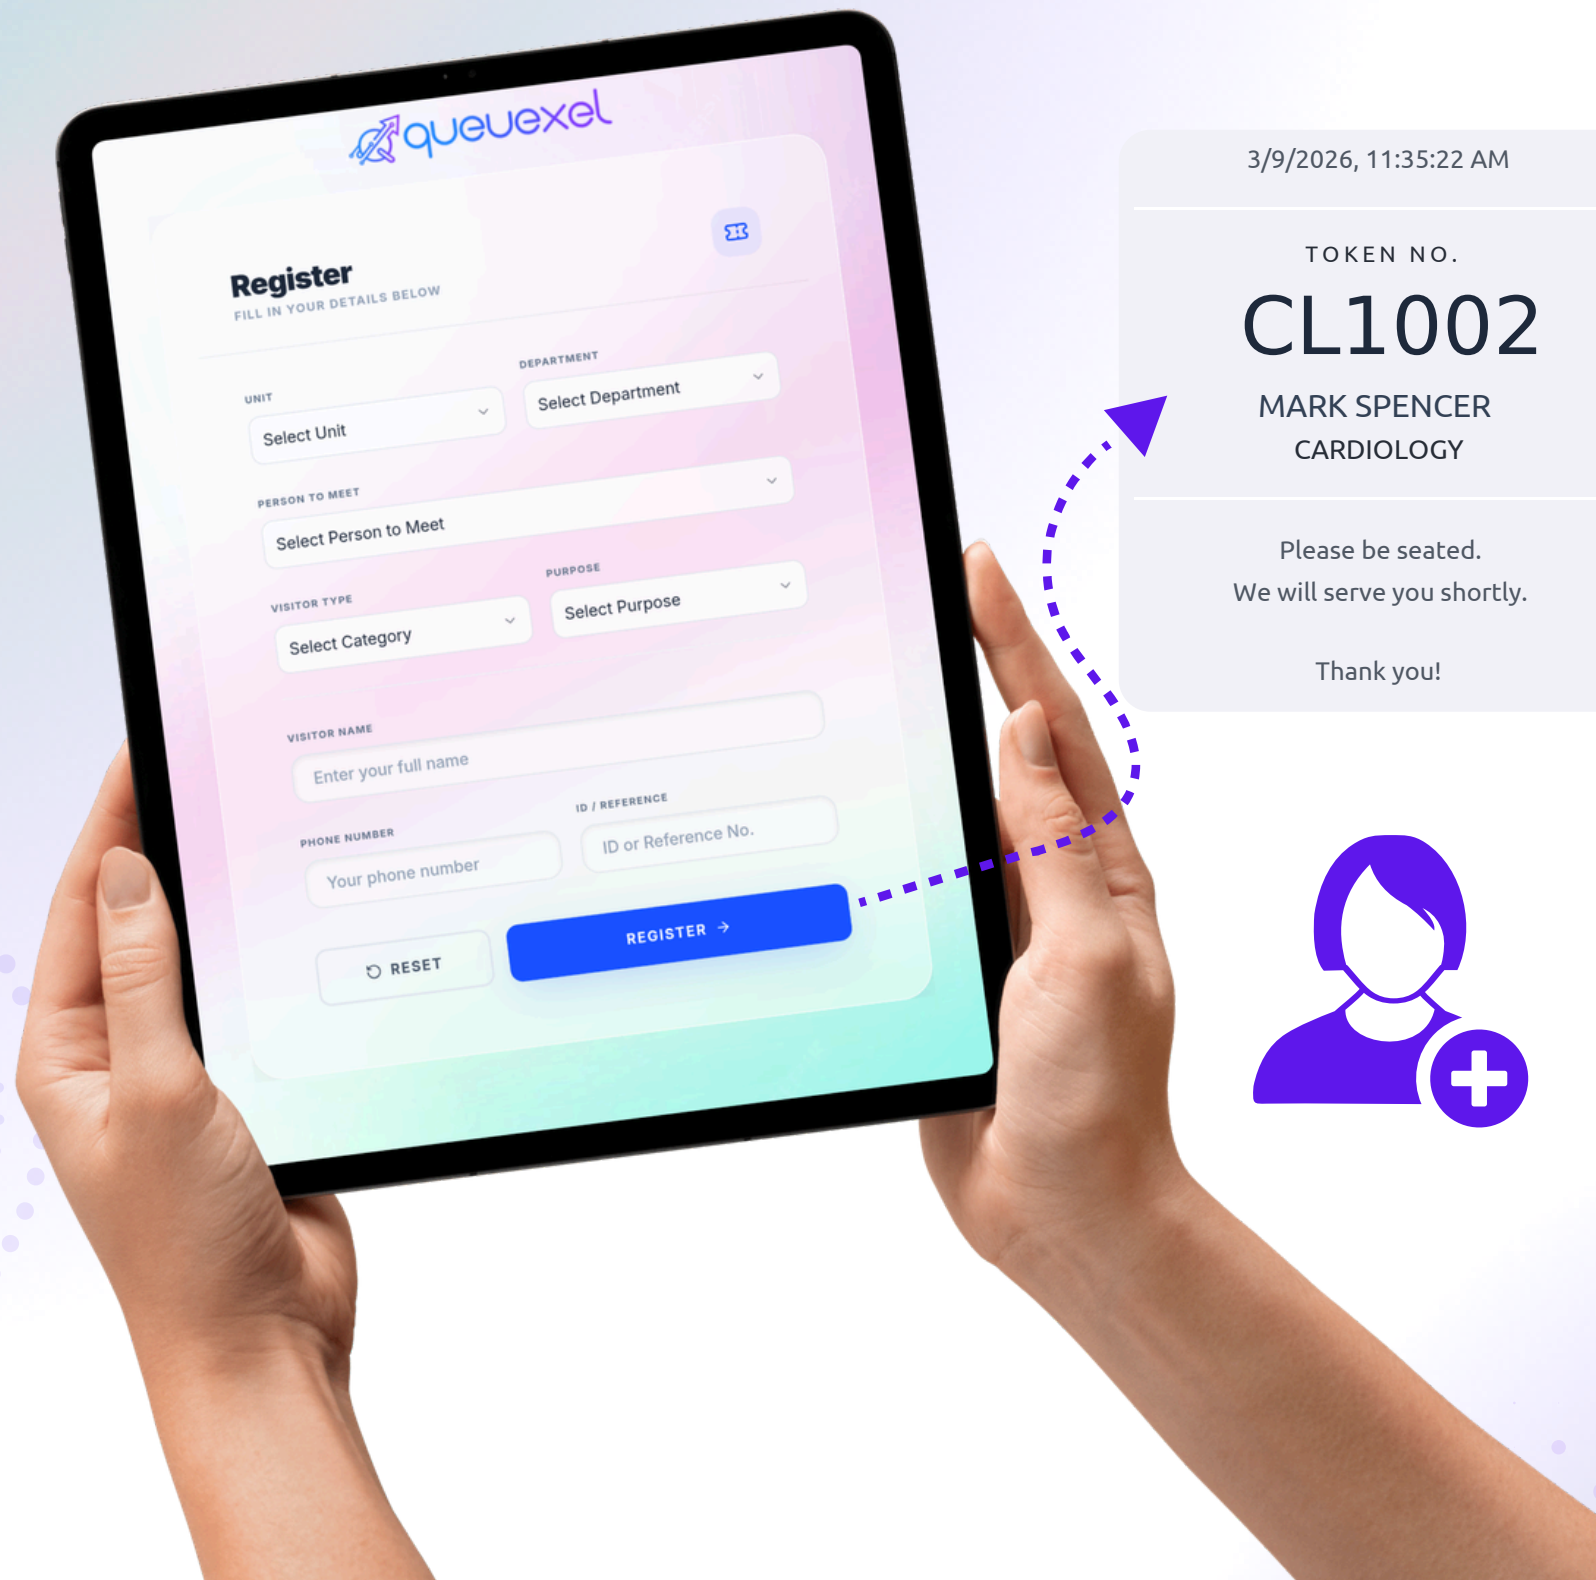 queuexel
Register
FILL IN YOUR DETAILS BELOW
UNIT
Select Unit
DEPARTMENT
Select Department
PERSON TO MEET
Select Person to Meet
VISITOR TYPE
Select Category
PURPOSE
Select Purpose
VISITOR NAME
Enter your full name
PHONE NUMBER
Your phone number
ID / REFERENCE
ID or Reference No.
RESET
REGISTER →
3/9/2026, 11:35:22 AM
TOKEN NO.
CL1002
MARK SPENCER
CARDIOLOGY
Please be seated.
We will serve you shortly.
Thank you!